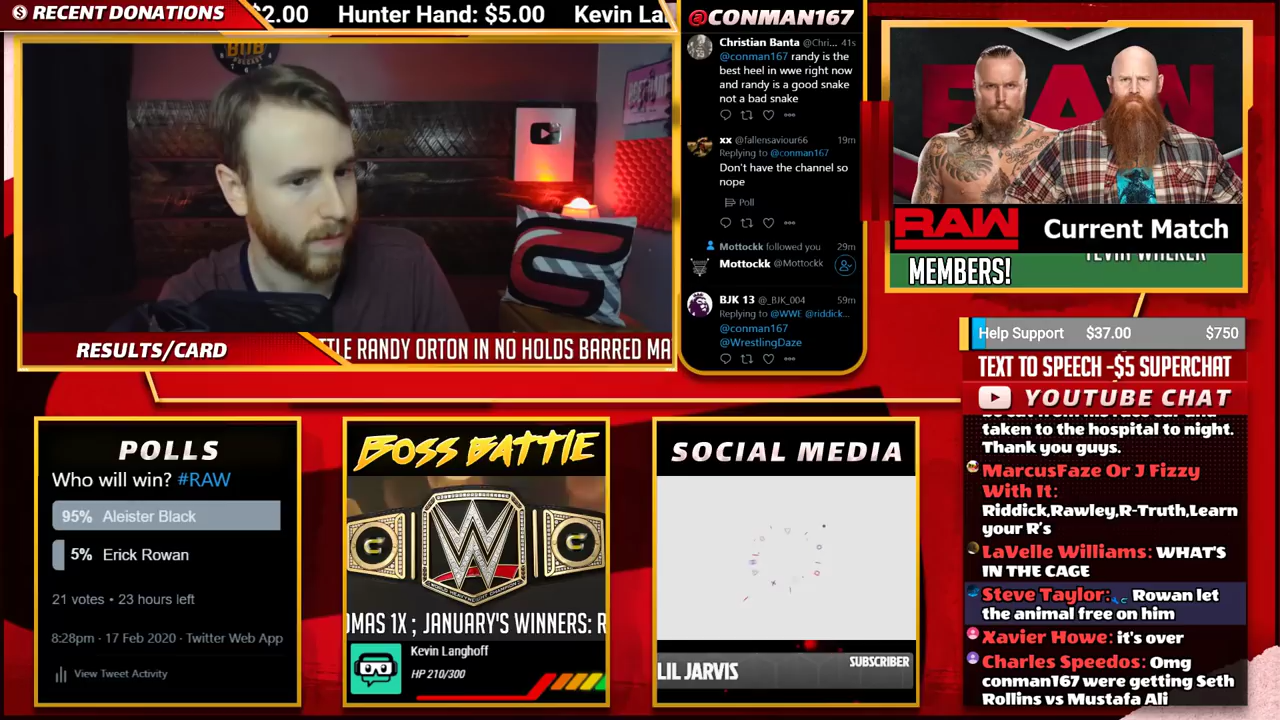 RECENT DONATIONS
$2.00 Hunter Hand: $5.00 Kevin La
RESULTS/CARD
TTLE RANDY ORTON IN NO HOLDS BARRED MA
@CONMAN167
Christian Banta @Chri... 41s
@conman167 randy is the
best heel in wwe right now
and randy is a good snake
not a bad snake
xx @fallensaviour66 19m
Replying to @conman167
Don't have the channel so
nope
Poll
Mottockk followed you 29m
Mottockk @Mottockk
BJK 13 @_BJK_004 59m
Replying to @WWE @riddick...
@conman167
@WrestlingDaze
RAW
Current Match
MEMBERS!
Help Support $37.00 $750
TEXT TO SPEECH -$5 SUPERCHAT
YOUTUBE CHAT
taken to the hospital to night.
Thank you guys.
MarcusFaze Or J Fizzy
With It:
Riddick,Rawley,R-Truth,Learn
your R's
LaVelle Williams: WHAT'S
IN THE CAGE
Steve Taylor: Rowan let
the animal free on him
Xavier Howe: it's over
Charles Speedos: Omg
conman167 were getting Seth
Rollins vs Mustafa Ali
POLLS
Who will win? #RAW
95% Aleister Black
5% Erick Rowan
21 votes · 23 hours left
8:28pm · 17 Feb 2020 · Twitter Web App
View Tweet Activity
BOSS BATTLE
OMAS 1X ; JANUARY'S WINNERS: R
Kevin Langhoff
HP 210/300
SOCIAL MEDIA
LIL JARVIS
SUBSCRIBER